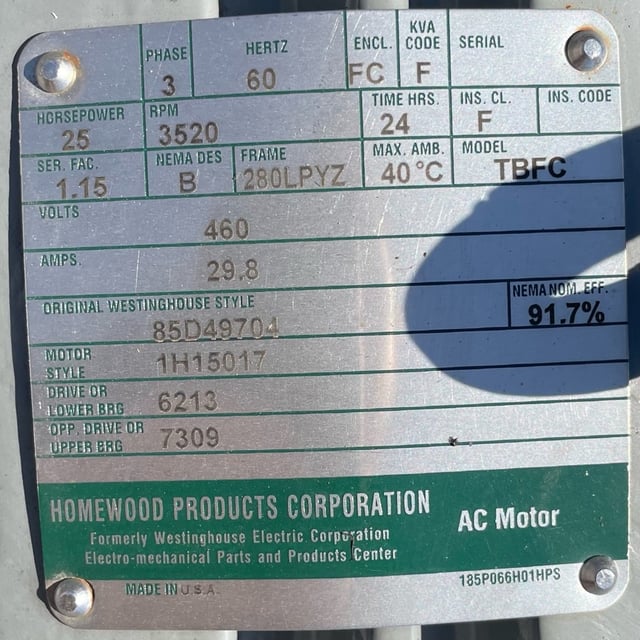 PHASE 3
HERTZ 60
ENCL. FC
KVA CODE F
SERIAL
HORSEPOWER 25
RPM 3520
TIME HRS. 24
INS. CL. F
INS. CODE
SER. FAC. 1.15
NEMA DES B
FRAME 280LPYZ
MAX. AMB. 40°C
MODEL TBFC
VOLTS 460
AMPS. 29.8
ORIGINAL WESTINGHOUSE STYLE 85D49704
NEMA NOM. EFF. 91.7%
MOTOR STYLE 1H15017
DRIVE OR LOWER BRG 6213
OPP. DRIVE OR UPPER BRG 7309
HOMEWOOD PRODUCTS CORPORATION
AC Motor
Formerly Westinghouse Electric Corporation
Electro-mechanical Parts and Products Center
MADE IN U.S.A.
185P066H01HPS